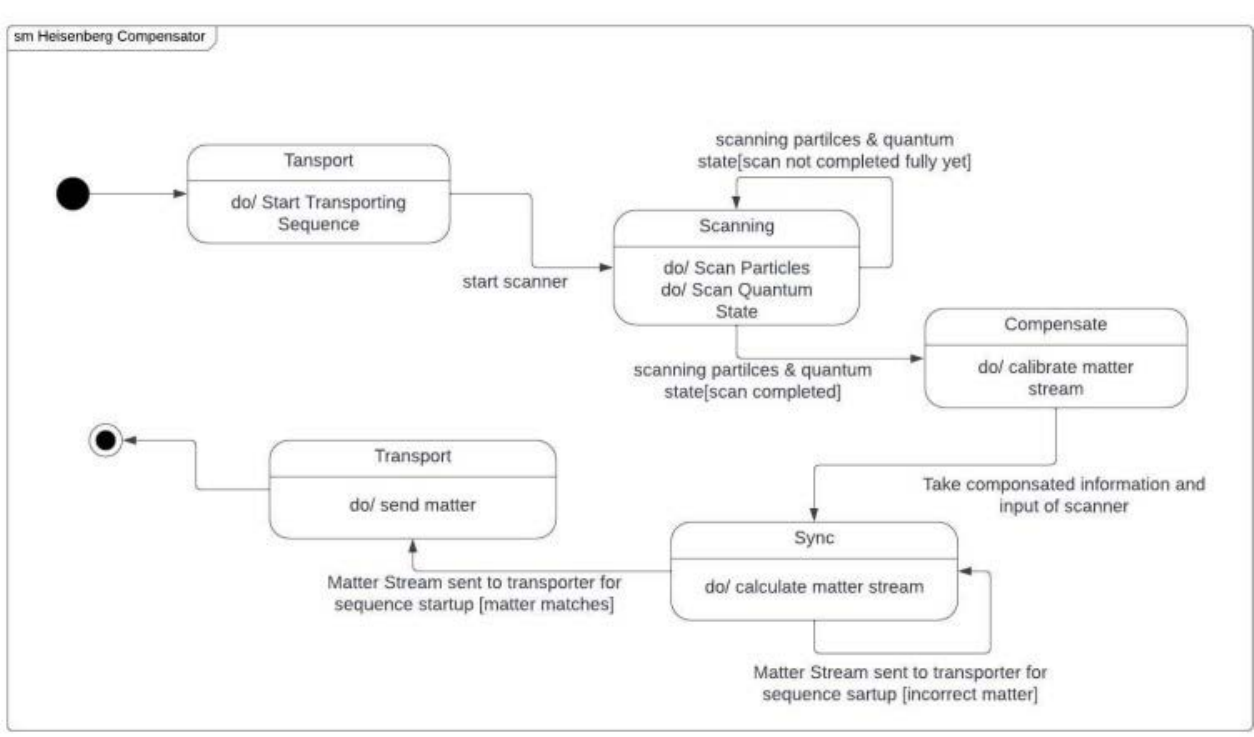 sm Heisenberg Compensator
Tansport
do/ Start Transporting
Sequence
start scanner
scanning partilces & quantum
state[scan not completed fully yet]
Scanning
do/ Scan Particles
do/ Scan Quantum
State
scanning partilces & quantum
state[scan completed]
Compensate
do/ calibrate matter
stream
Take componsated information and
input of scanner
Sync
do/ calculate matter stream
Matter Stream sent to transporter for
sequence sartup [incorrect matter]
Matter Stream sent to transporter for
sequence startup [matter matches]
Transport
do/ send matter